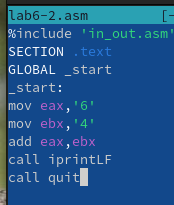 lab6-2.asm [-
%include 'in_out.asm'
SECTION .text
GLOBAL _start
_start:
mov eax,'6'
mov ebx,'4'
add eax,ebx
call iprintLF
call quit